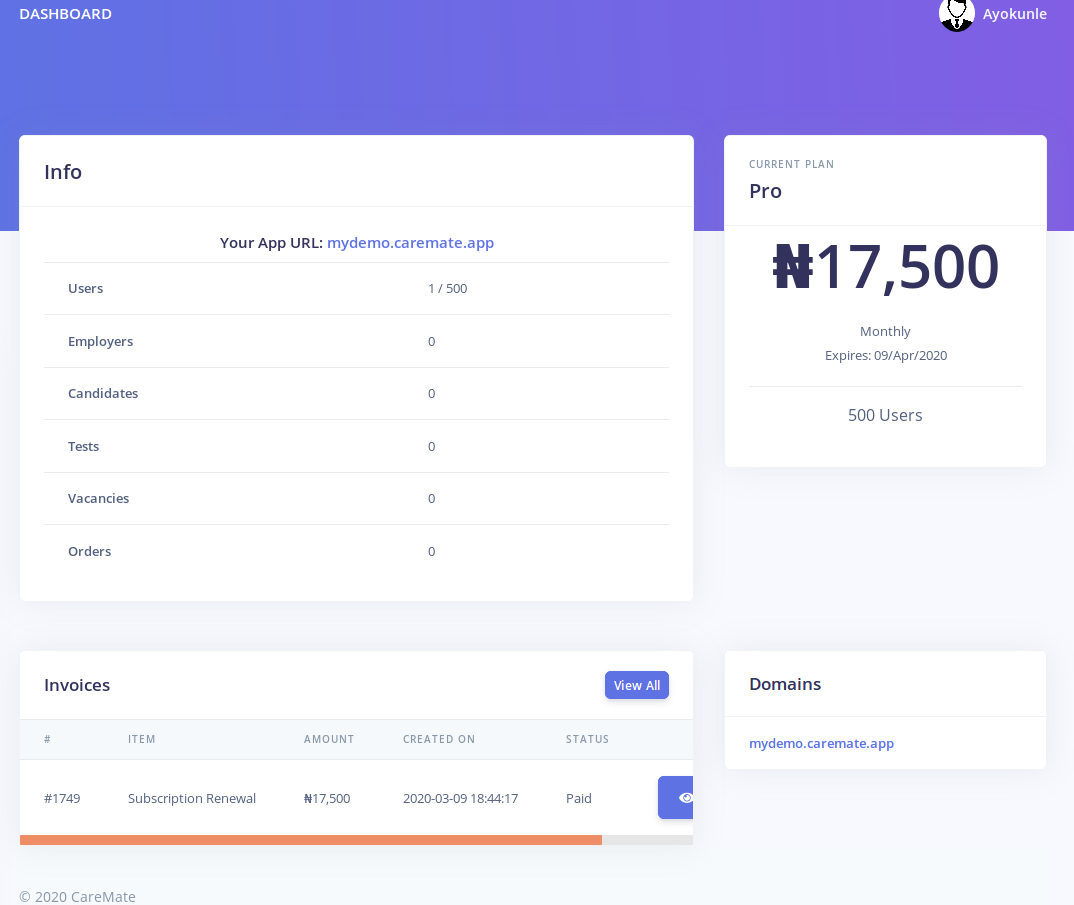 DASHBOARD
Ayokunle
Info
Your App URL: mydemo.caremate.app
Users 1 / 500
Employers 0
Candidates 0
Tests 0
Vacancies 0
Orders 0
CURRENT PLAN
Pro
₦17,500
Monthly
Expires: 09/Apr/2020
500 Users
Invoices
View All
# ITEM AMOUNT CREATED ON STATUS
#1749 Subscription Renewal ₦17,500 2020-03-09 18:44:17 Paid
Domains
mydemo.caremate.app
© 2020 CareMate